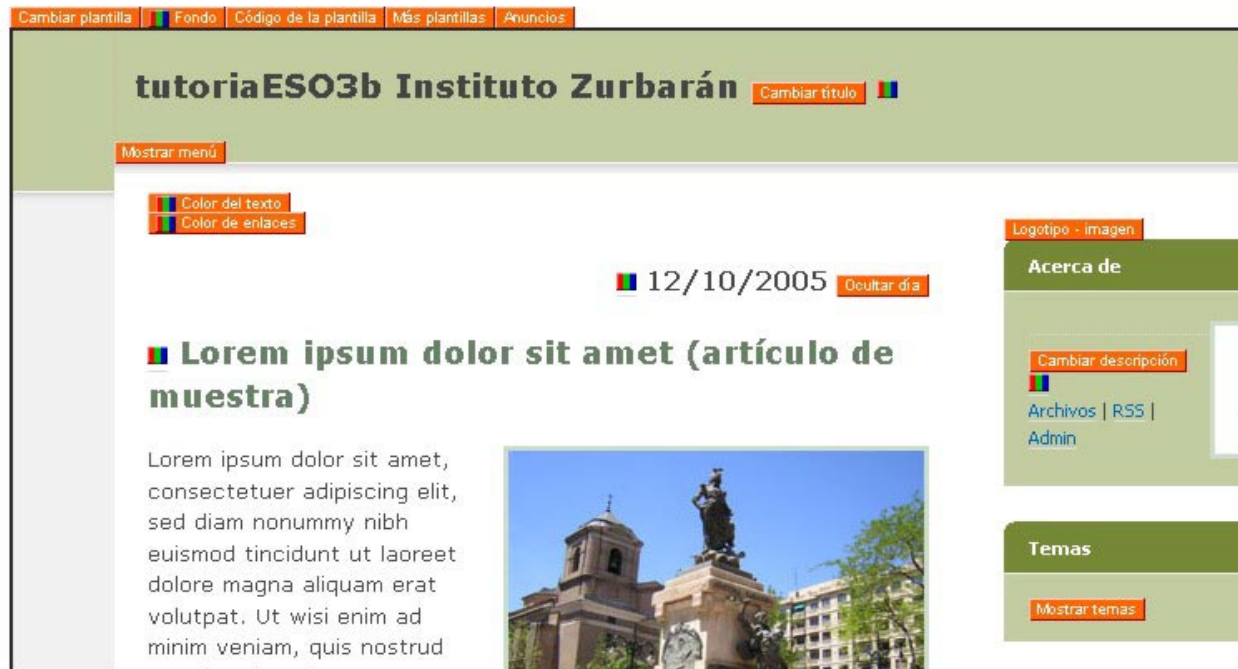 Cambiar plantilla Fondo Código de la plantilla Más plantillas Anuncios
tutoriaESO3b Instituto Zurbarán Cambiar título
Mostrar menú
Color del texto
Color de enlaces
12/10/2005 Ocultar día
Lorem ipsum dolor sit amet (artículo de
muestra)
Lorem ipsum dolor sit amet,
consectetuer adipiscing elit,
sed diam nonummy nibh
euismod tincidunt ut laoreet
dolore magna aliquam erat
volutpat. Ut wisi enim ad
minim veniam, quis nostrud
Logotipo - imagen
Acerca de
Cambiar descripción
Archivos | RSS |
Admin
Temas
Mostrar temas